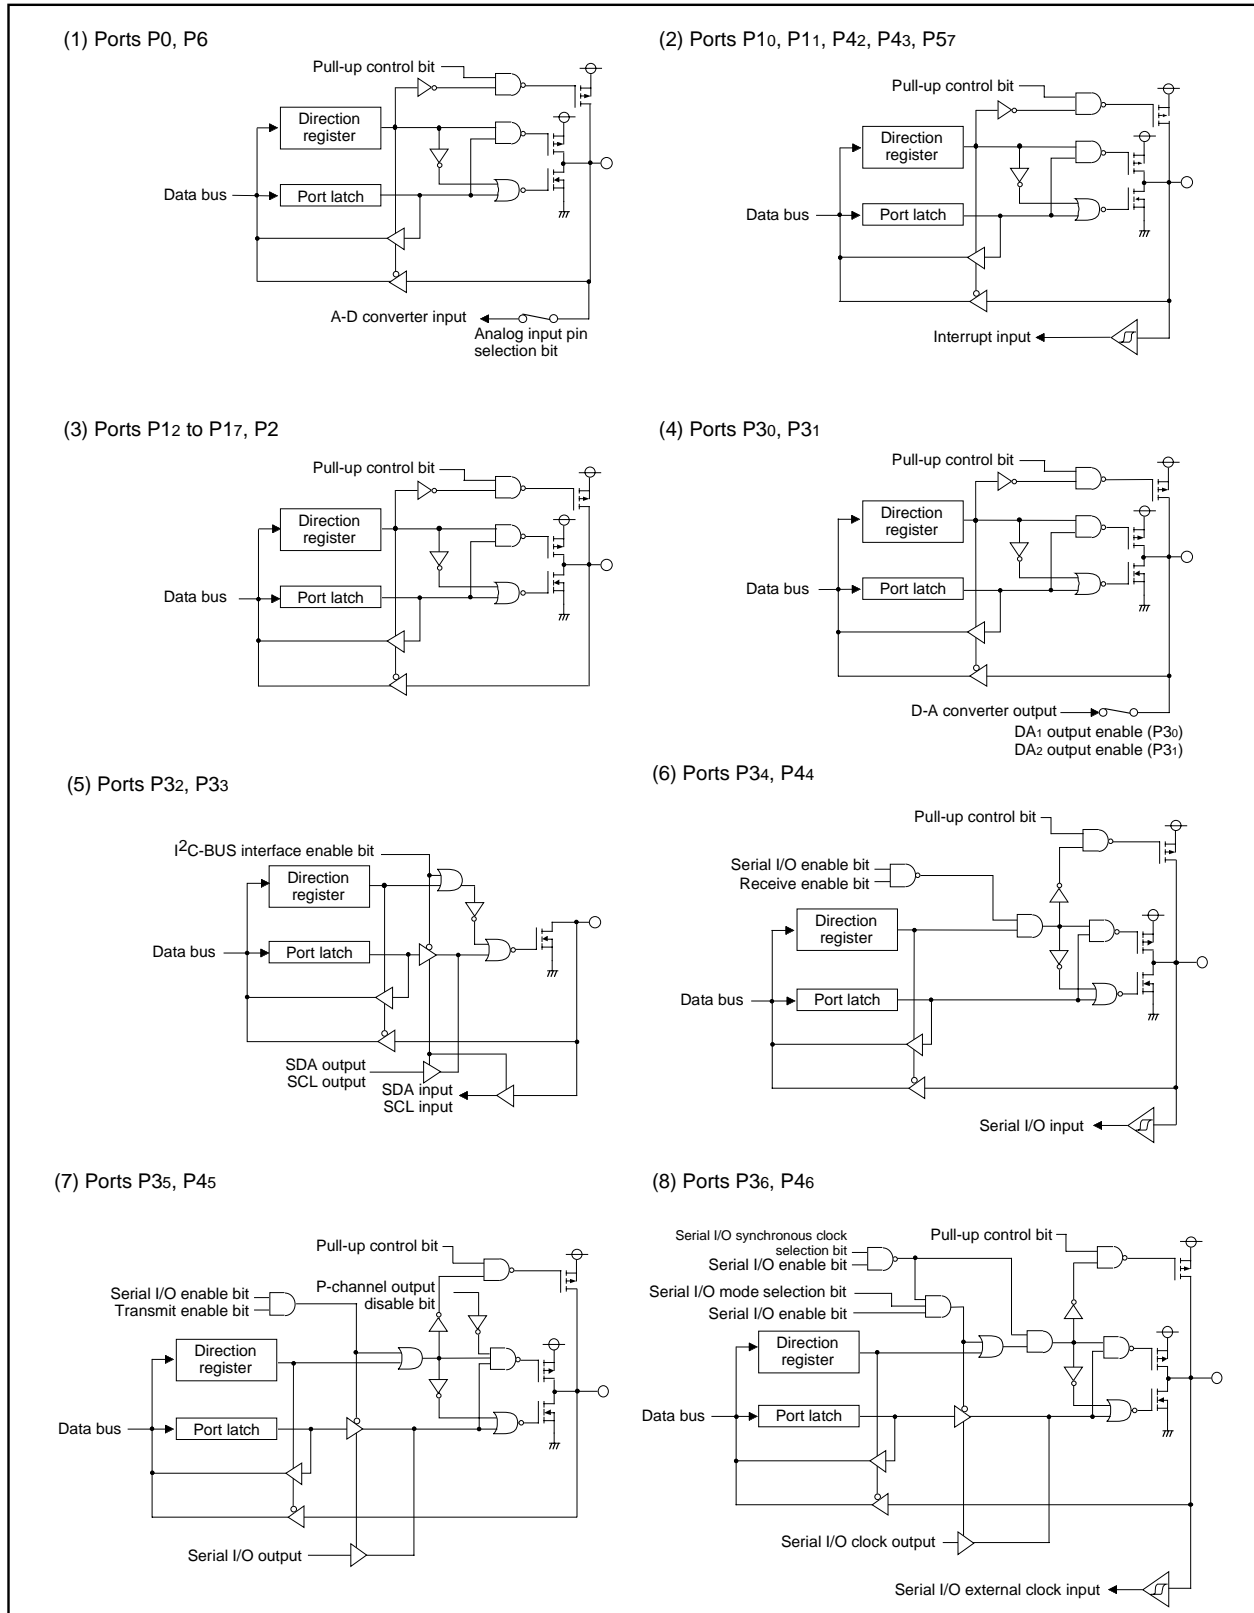 (1) Ports P0, P6
Pull-up control bit
Direction
register
Data bus
Port latch
A-D converter input
Analog input pin
selection bit
(2) Ports P10, P11, P42, P43, P57
Pull-up control bit
Direction
register
Data bus
Port latch
Interrupt input
(3) Ports P12 to P17, P2
Pull-up control bit
Direction
register
Data bus
Port latch
(4) Ports P30, P31
Pull-up control bit
Direction
register
Data bus
Port latch
D-A converter output
DA1 output enable (P30)
DA2 output enable (P31)
(5) Ports P32, P33
I2C-BUS interface enable bit
Direction
register
Data bus
Port latch
SDA output
SCL output
SDA input
SCL input
(6) Ports P34, P44
Pull-up control bit
Serial I/O enable bit
Receive enable bit
Direction
register
Data bus
Port latch
Serial I/O input
(7) Ports P35, P45
Pull-up control bit
Serial I/O enable bit
Transmit enable bit
P-channel output
disable bit
Direction
register
Data bus
Port latch
Serial I/O output
(8) Ports P36, P46
Serial I/O synchronous clock
selection bit
Serial I/O enable bit
Pull-up control bit
Serial I/O mode selection bit
Serial I/O enable bit
Direction
register
Data bus
Port latch
Serial I/O clock output
Serial I/O external clock input